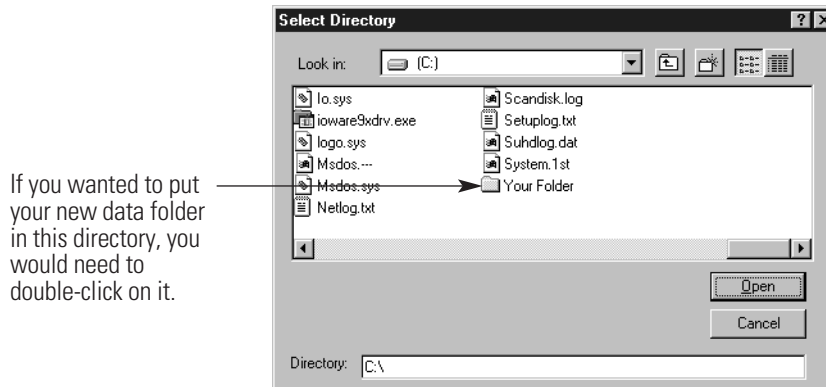 Select Directory
Look in: (C:)
Io.sys
ioware9xdrv.exe
logo.sys
Msdos.---
Msdos.sys
Netlog.txt
Scandisk.log
Setuplog.txt
Suhdlog.dat
System.1st
Your Folder
If you wanted to put
your new data folder
in this directory, you
would need to
double-click on it.
Open
Cancel
Directory: C:\